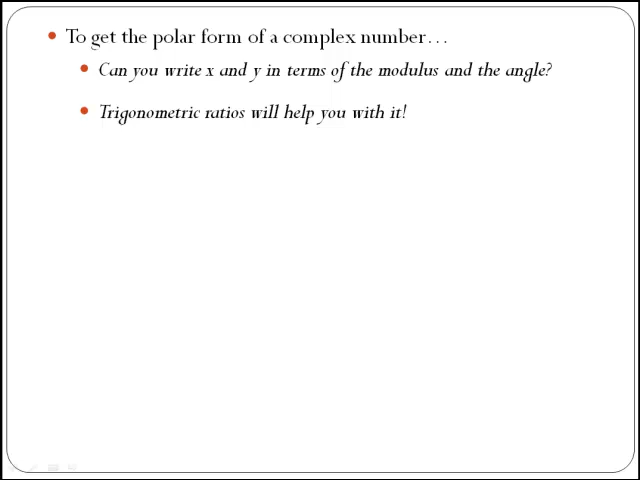 To get the polar form of a complex number…
Can you write x and y in terms of the modulus and the angle?
Trigonometric ratios will help you with it!